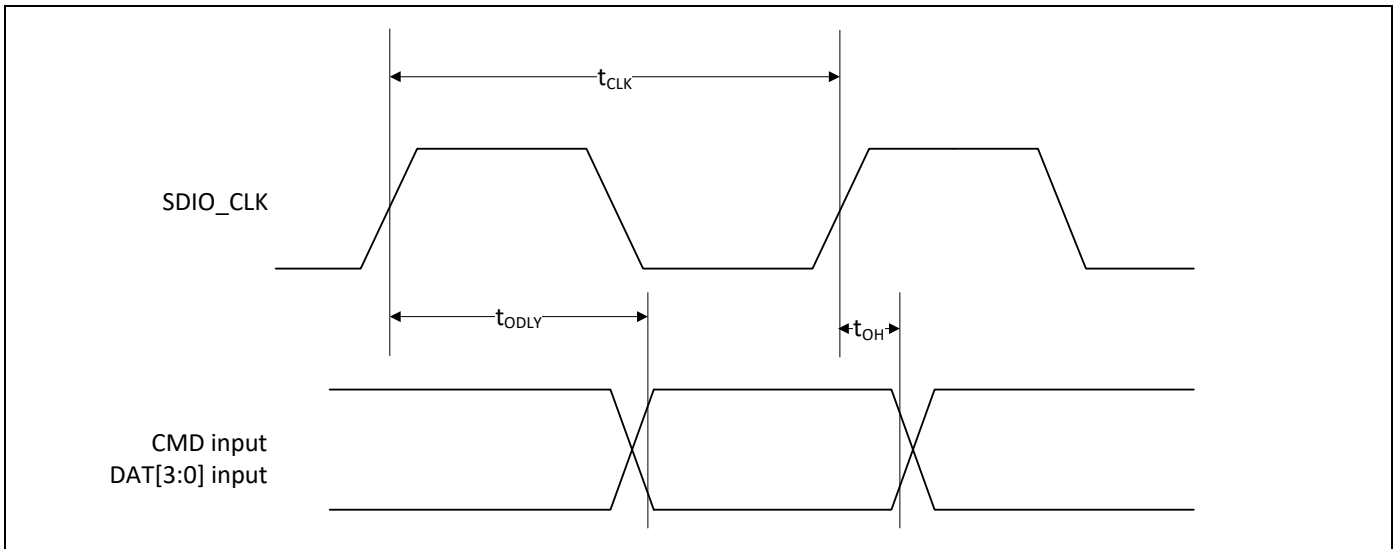 tCLK
SDIO_CLK
tODLY
tOH
CMD input
DAT[3:0] input